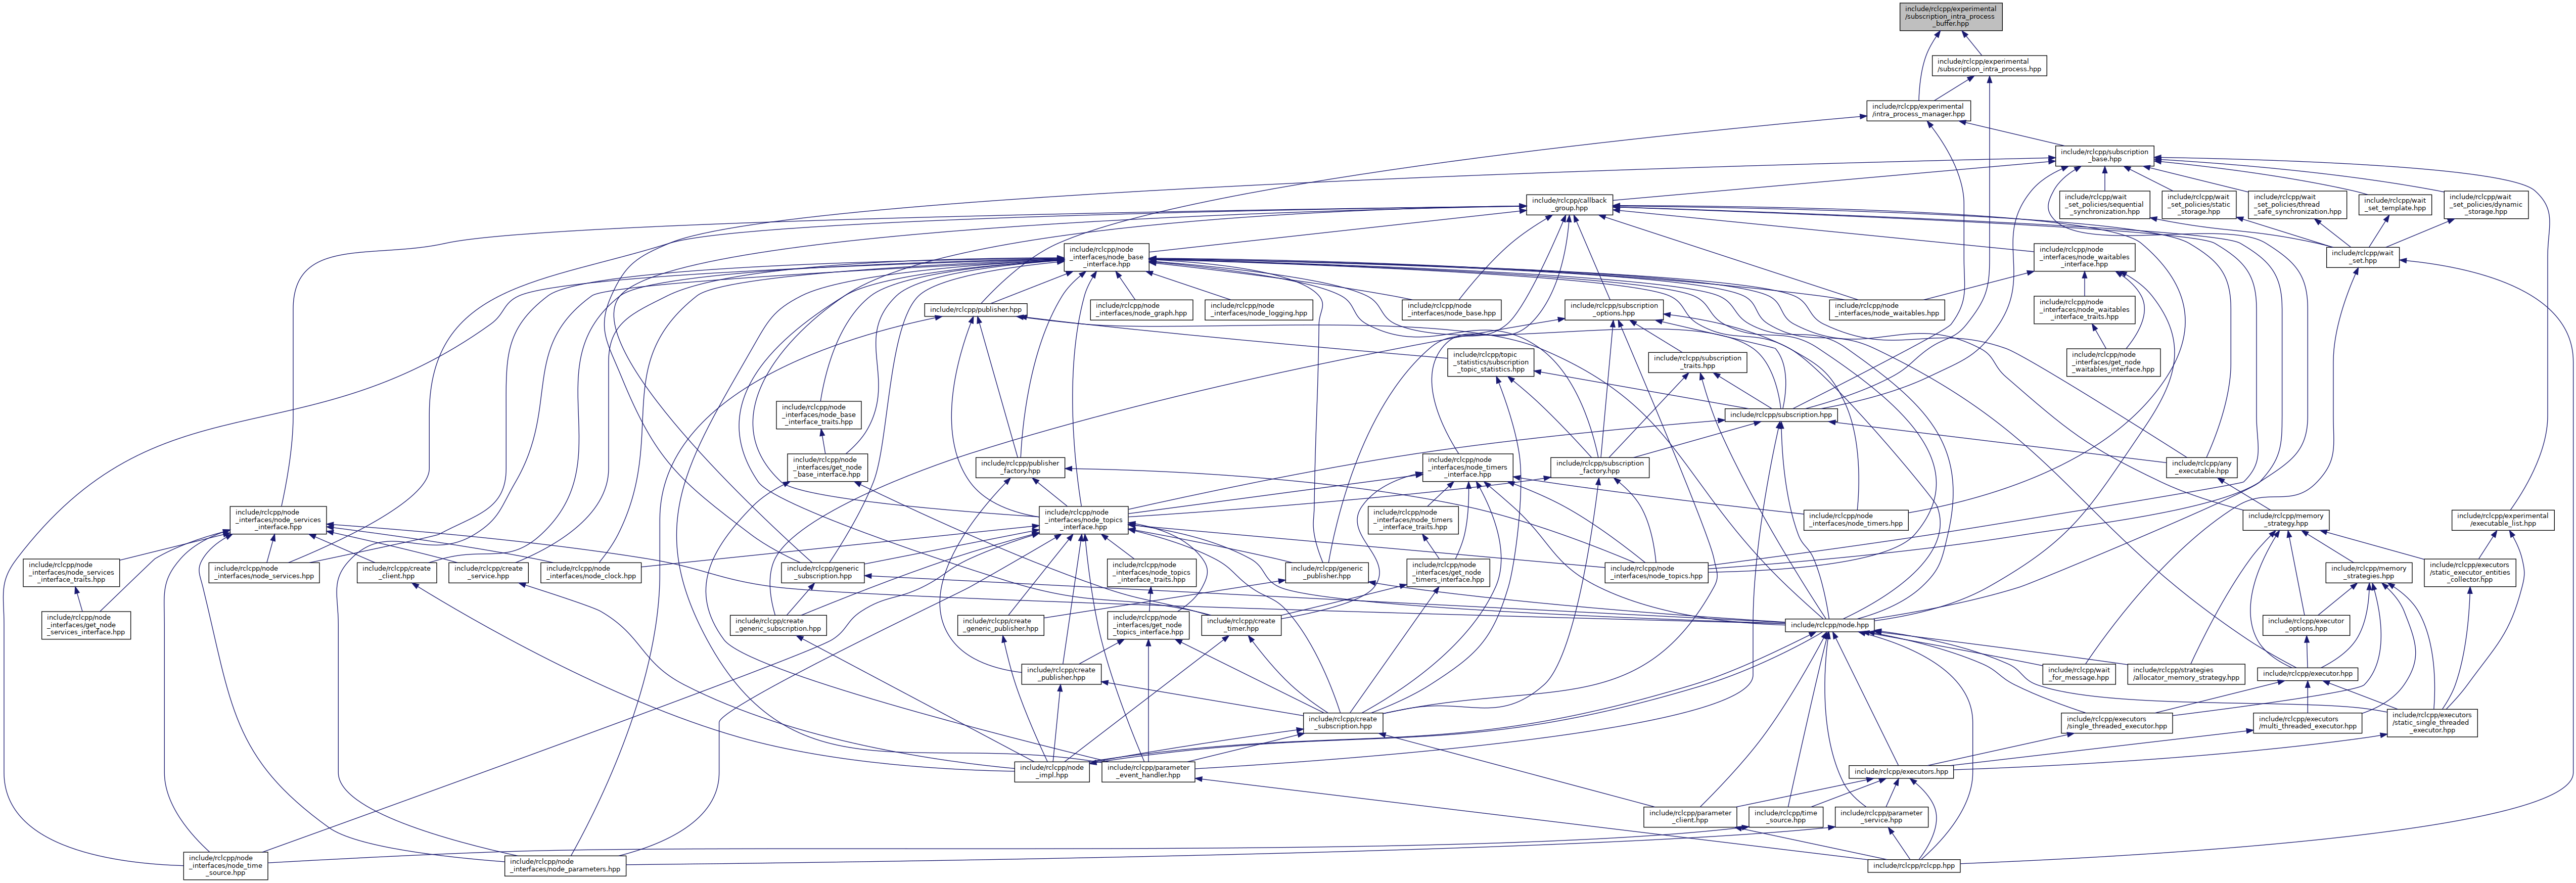 include/rclcpp/experimental
/subscription_intra_process
_buffer.hpp
include/rclcpp/experimental
/subscription_intra_process.hpp
include/rclcpp/experimental
/intra_process_manager.hpp
include/rclcpp/subscription
_base.hpp
include/rclcpp/callback
_group.hpp
include/rclcpp/wait
_set_policies/sequential
_synchronization.hpp
include/rclcpp/wait
_set_policies/static
_storage.hpp
include/rclcpp/wait
_set_policies/thread
_safe_synchronization.hpp
include/rclcpp/wait
_set_template.hpp
include/rclcpp/wait
_set_policies/dynamic
_storage.hpp
include/rclcpp/node
_interfaces/node_base
_interface.hpp
include/rclcpp/node
_interfaces/node_waitables
_interface.hpp
include/rclcpp/wait
_set.hpp
include/rclcpp/publisher.hpp
include/rclcpp/node
_interfaces/node_graph.hpp
include/rclcpp/node
_interfaces/node_logging.hpp
include/rclcpp/node
_interfaces/node_base.hpp
include/rclcpp/subscription
_options.hpp
include/rclcpp/node
_interfaces/node_waitables.hpp
include/rclcpp/node
_interfaces/node_waitables
_interface_traits.hpp
include/rclcpp/topic
_statistics/subscription
_topic_statistics.hpp
include/rclcpp/subscription
_traits.hpp
include/rclcpp/node
_interfaces/get_node
_waitables_interface.hpp
include/rclcpp/node
_interfaces/node_base
_interface_traits.hpp
include/rclcpp/subscription.hpp
include/rclcpp/node
_interfaces/get_node
_base_interface.hpp
include/rclcpp/publisher
_factory.hpp
include/rclcpp/node
_interfaces/node_timers
_interface.hpp
include/rclcpp/subscription
_factory.hpp
include/rclcpp/any
_executable.hpp
include/rclcpp/node
_interfaces/node_services
_interface.hpp
include/rclcpp/node
_interfaces/node_topics
_interface.hpp
include/rclcpp/node
_interfaces/node_timers
_interface_traits.hpp
include/rclcpp/node
_interfaces/node_timers.hpp
include/rclcpp/memory
_strategy.hpp
include/rclcpp/experimental
/executable_list.hpp
include/rclcpp/node
_interfaces/node_services
_interface_traits.hpp
include/rclcpp/node
_interfaces/node_services.hpp
include/rclcpp/create
_client.hpp
include/rclcpp/create
_service.hpp
include/rclcpp/node
_interfaces/node_clock.hpp
include/rclcpp/generic
_subscription.hpp
include/rclcpp/node
_interfaces/node_topics
_interface_traits.hpp
include/rclcpp/generic
_publisher.hpp
include/rclcpp/node
_interfaces/get_node
_timers_interface.hpp
include/rclcpp/node
_interfaces/node_topics.hpp
include/rclcpp/memory
_strategies.hpp
include/rclcpp/executors
/static_executor_entities
_collector.hpp
include/rclcpp/node
_interfaces/get_node
_services_interface.hpp
include/rclcpp/create
_generic_subscription.hpp
include/rclcpp/create
_generic_publisher.hpp
include/rclcpp/node
_interfaces/get_node
_topics_interface.hpp
include/rclcpp/create
_timer.hpp
include/rclcpp/node.hpp
include/rclcpp/executor
_options.hpp
include/rclcpp/create
_publisher.hpp
include/rclcpp/wait
_for_message.hpp
include/rclcpp/strategies
/allocator_memory_strategy.hpp
include/rclcpp/executor.hpp
include/rclcpp/create
_subscription.hpp
include/rclcpp/executors
/single_threaded_executor.hpp
include/rclcpp/executors
/multi_threaded_executor.hpp
include/rclcpp/executors
/static_single_threaded
_executor.hpp
include/rclcpp/node
_impl.hpp
include/rclcpp/parameter
_event_handler.hpp
include/rclcpp/executors.hpp
include/rclcpp/parameter
_client.hpp
include/rclcpp/time
_source.hpp
include/rclcpp/parameter
_service.hpp
include/rclcpp/node
_interfaces/node_time
_source.hpp
include/rclcpp/node
_interfaces/node_parameters.hpp
include/rclcpp/rclcpp.hpp